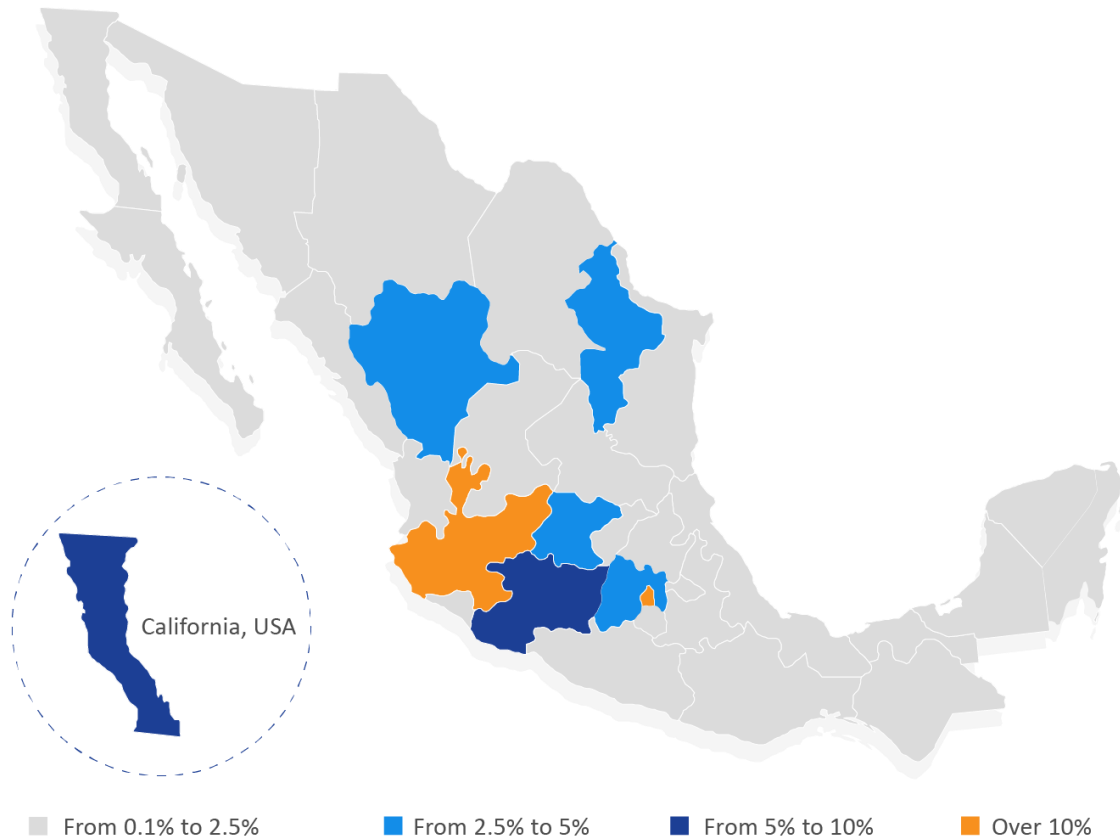 California, USA
From 0.1% to 2.5%
From 2.5% to 5%
From 5% to 10%
Over 10%